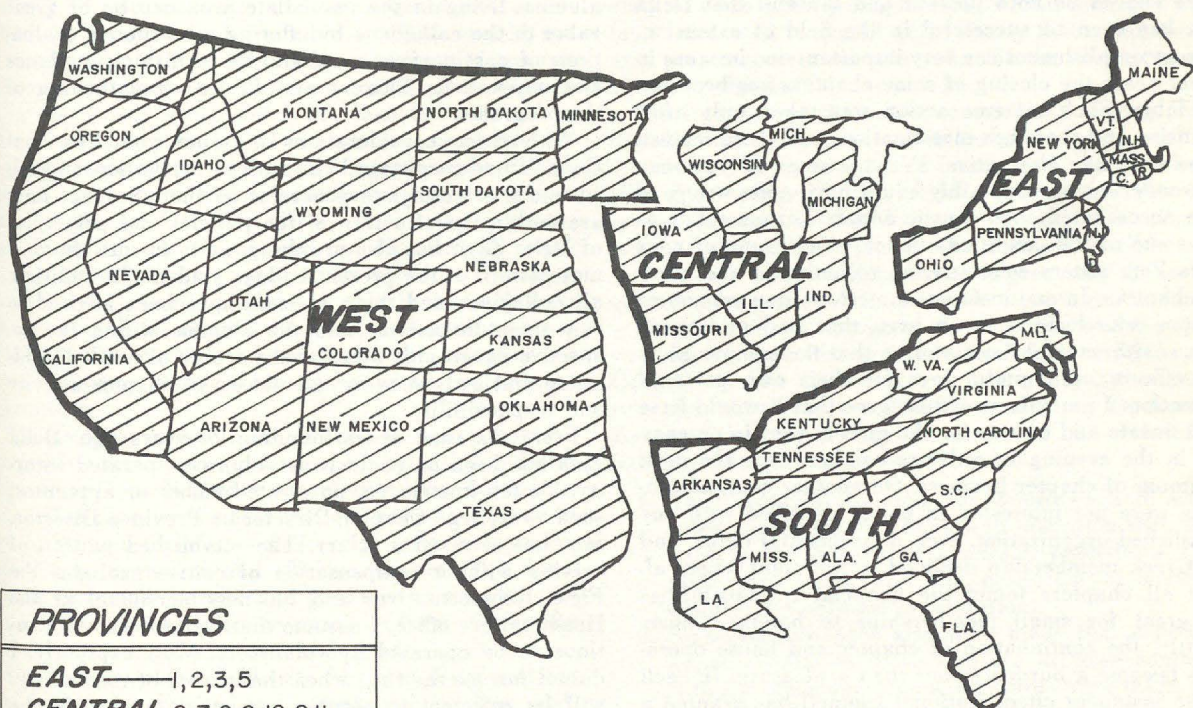 WASHINGTON
OREGON
IDAHO
MONTANA
NORTH DAKOTA
MINNESOTA
WYOMING
SOUTH DAKOTA
NEVADA
UTAH
NEBRASKA
WEST
COLORADO
KANSAS
CALIFORNIA
ARIZONA
NEW MEXICO
OKLAHOMA
TEXAS
MICH.
WISCONSIN
MICHIGAN
IOWA
CENTRAL
ILL.
IND.
MISSOURI
MAINE
VT.
N.H.
NEW YORK
MASS.
C.
R.
EAST
PENNSYLVANIA
N.J.
OHIO
MD.
W. VA.
VIRGINIA
KENTUCKY
NORTH CAROLINA
TENNESSEE
ARKANSAS
S.C.
SOUTH
MISS.
ALA.
GA.
LA.
FLA.
PROVINCES
EAST 1,2,3,5
CENTRAL